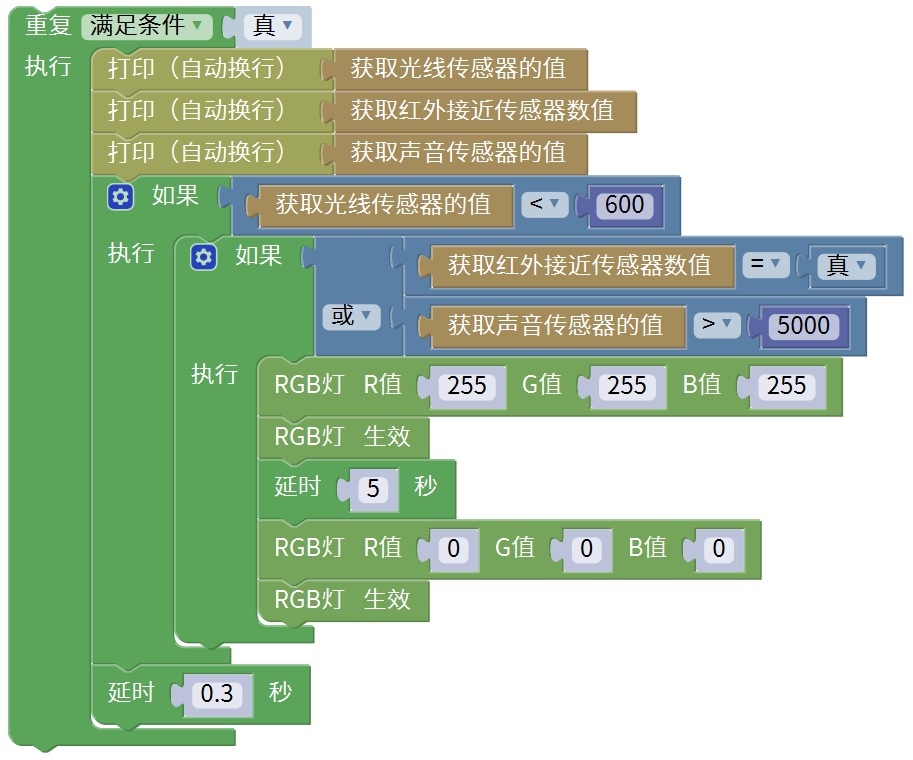 重复 满足条件 真
执行
打印（自动换行） 获取光线传感器的值
打印（自动换行） 获取红外接近传感器数值
打印（自动换行） 获取声音传感器的值
如果 获取光线传感器的值 < 600
执行 如果 获取红外接近传感器数值 = 真
或 获取声音传感器的值 > 5000
执行 RGB灯 R值 255 G值 255 B值 255
RGB灯 生效
延时 5 秒
RGB灯 R值 0 G值 0 B值 0
RGB灯 生效
延时 0.3 秒